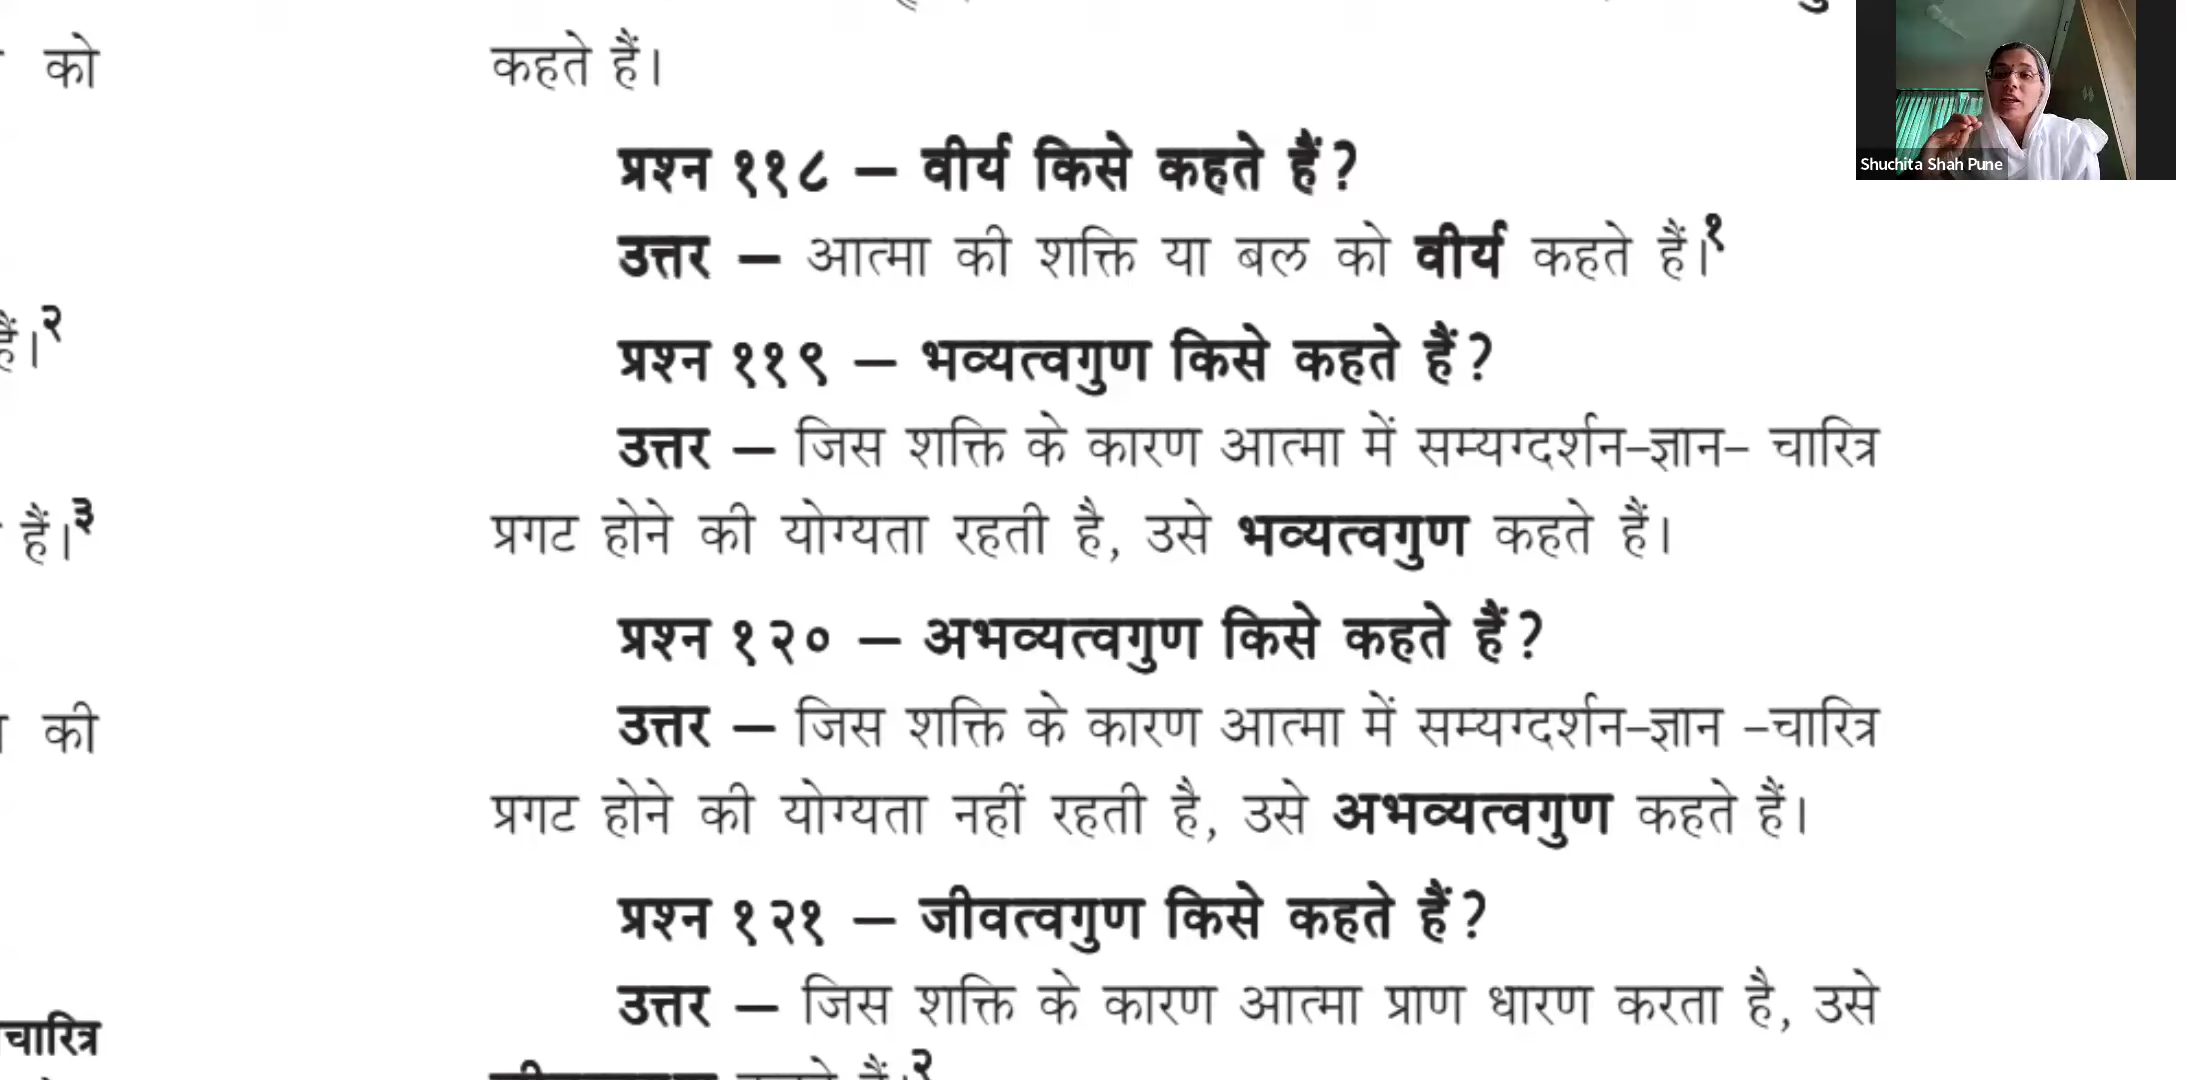 को
हैं।२
हैं।३
की
चारित्र
कहते हैं।
प्रश्न ११८ – वीर्य किसे कहते हैं?
उत्तर – आत्मा की शक्ति या बल को वीर्य कहते हैं।१
प्रश्न ११९ – भव्यत्वगुण किसे कहते हैं?
उत्तर – जिस शक्ति के कारण आत्मा में सम्यग्दर्शन-ज्ञान- चारित्र
प्रगट होने की योग्यता रहती है, उसे भव्यत्वगुण कहते हैं।
प्रश्न १२० – अभव्यत्वगुण किसे कहते हैं?
उत्तर – जिस शक्ति के कारण आत्मा में सम्यग्दर्शन-ज्ञान -चारित्र
प्रगट होने की योग्यता नहीं रहती है, उसे अभव्यत्वगुण कहते हैं।
प्रश्न १२१ – जीवत्वगुण किसे कहते हैं?
उत्तर – जिस शक्ति के कारण आत्मा प्राण धारण करता है, उसे
कहते हैं।२
Shuchita Shah Pune